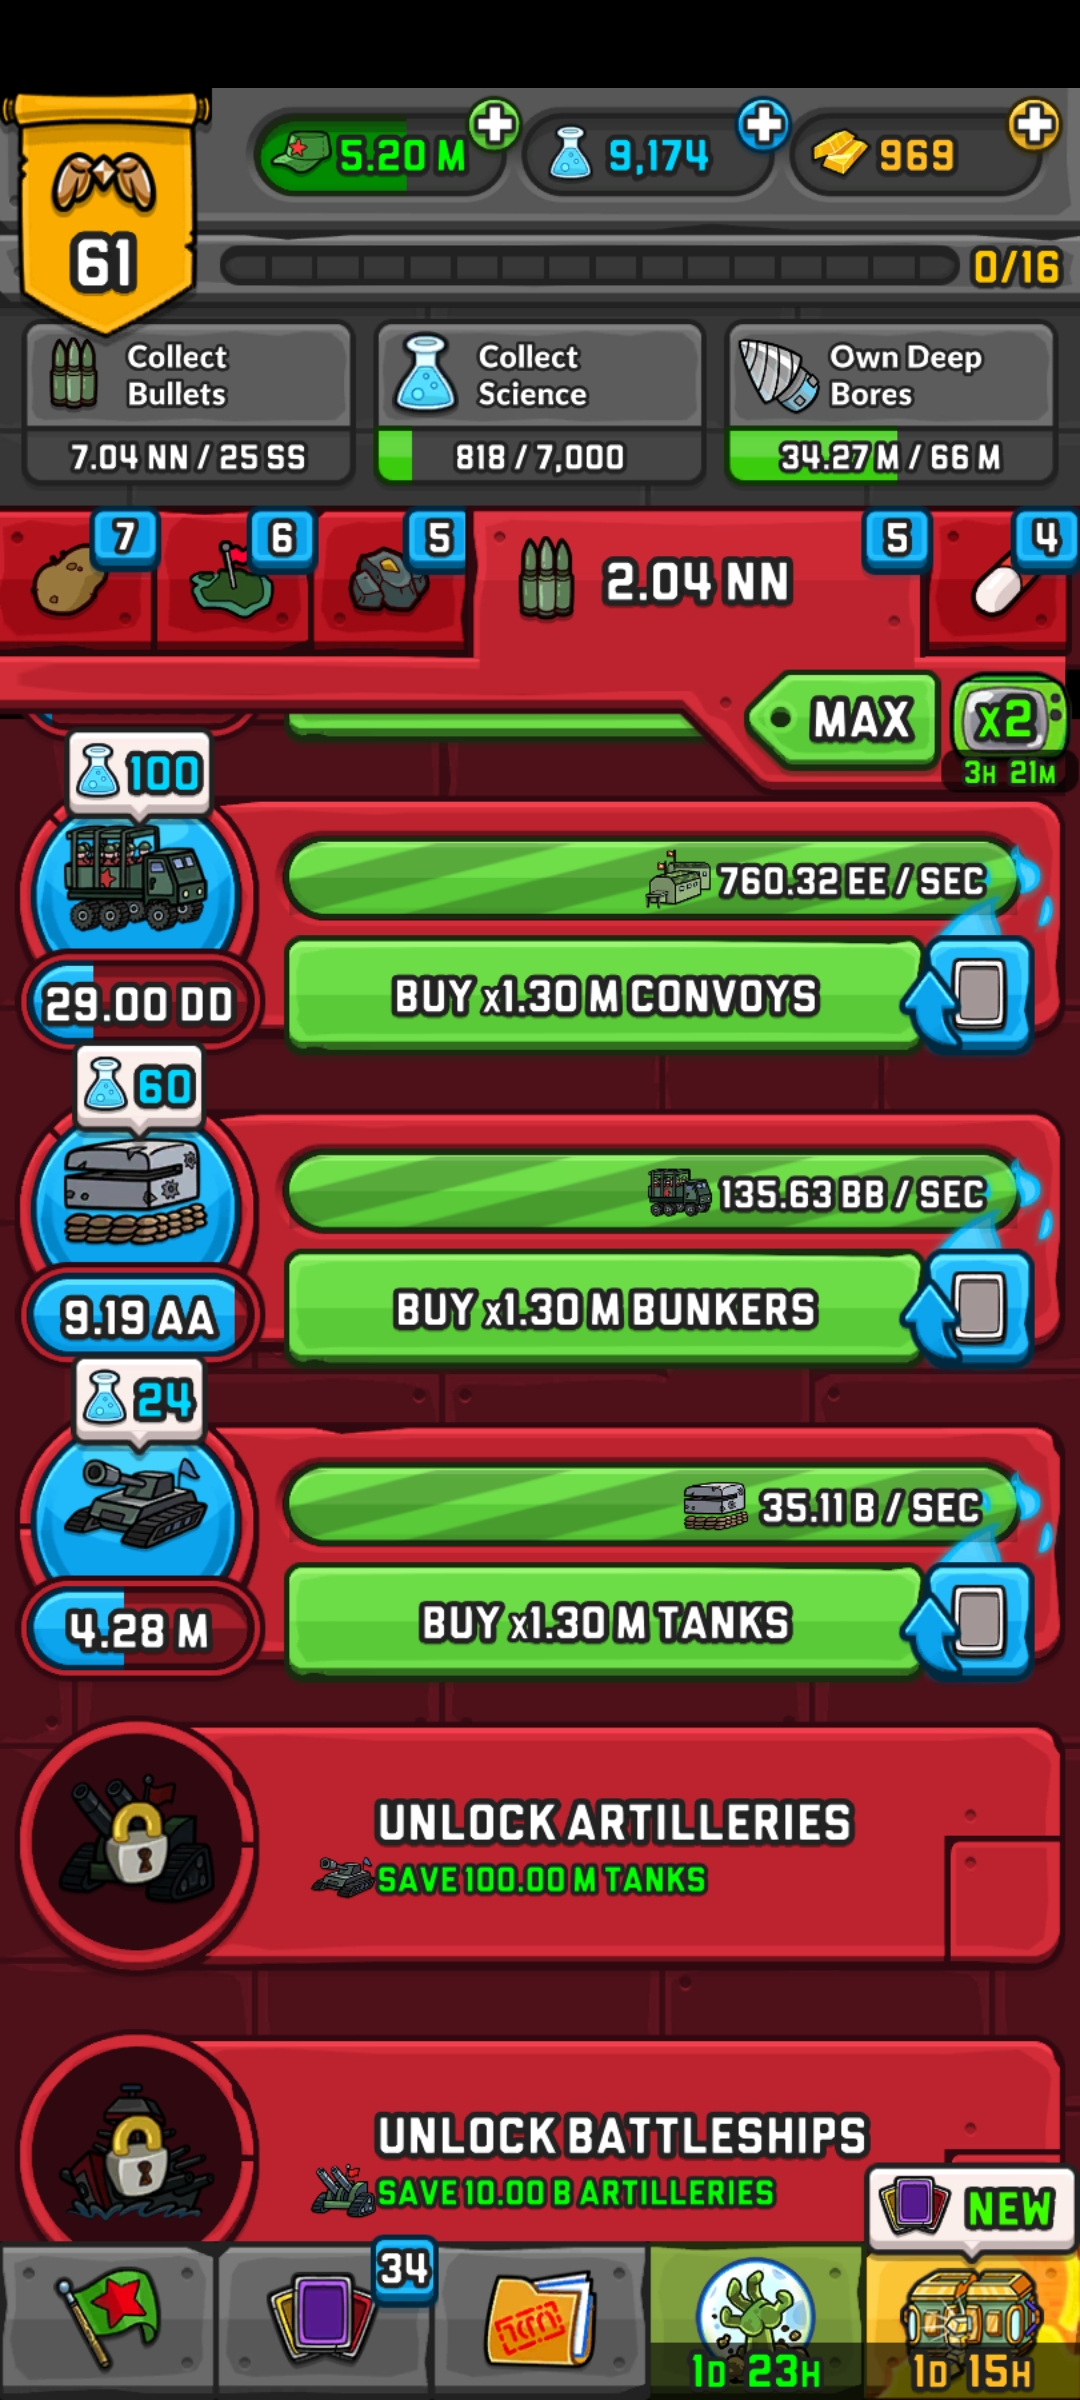 5.20 M
9,174
969
61
0/16
Collect
Bullets
Collect
Science
Own Deep
Bores
7.04 NN / 25 SS
818 / 7,000
34.27 M / 66 M
7
6
5
2.04 NN
5
4
MAX
x2
3H 21M
100
760.32 EE / SEC
29.00 DD
BUY x1.30 M CONVOYS
60
135.63 BB / SEC
9.19 AA
BUY x1.30 M BUNKERS
24
35.11 B / SEC
4.28 M
BUY x1.30 M TANKS
UNLOCK ARTILLERIES
SAVE 100.00 M TANKS
UNLOCK BATTLESHIPS
SAVE 10.00 B ARTILLERIES
NEW
34
1D 23H
1D 15H